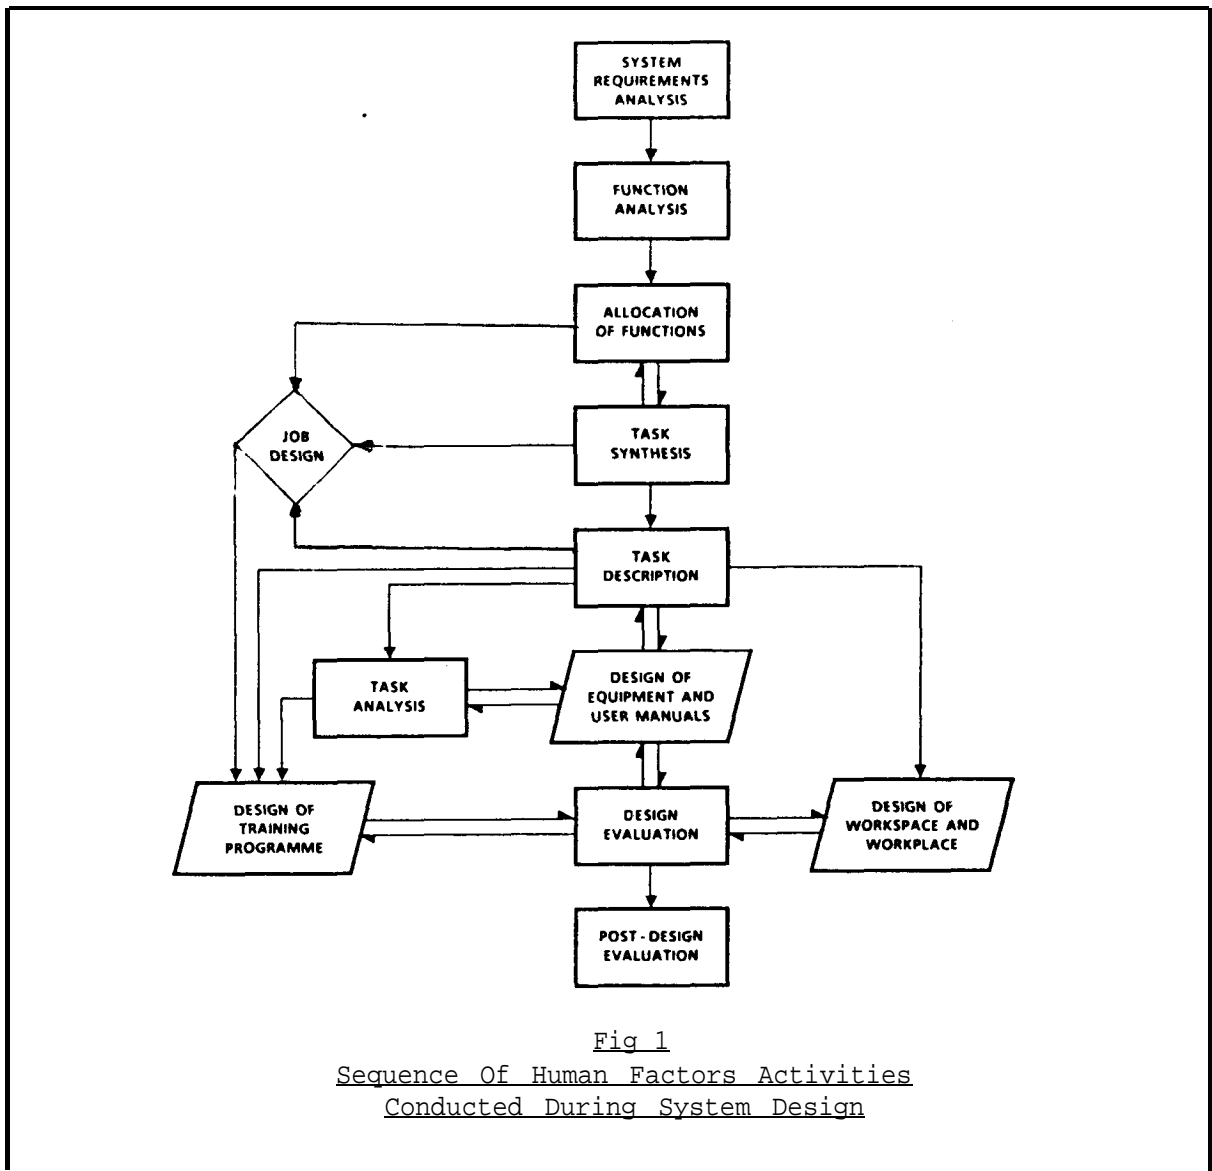 SYSTEM
REQUIREMENTS
ANALYSIS
FUNCTION
ANALYSIS
ALLOCATION
OF FUNCTIONS
JOB
DESIGN
TASK
SYNTHESIS
TASK
DESCRIPTION
TASK
ANALYSIS
DESIGN OF
EQUIPMENT AND
USER MANUALS
DESIGN OF
TRAINING
PROGRAMME
DESIGN
EVALUATION
DESIGN OF
WORKSPACE AND
WORKPLACE
POST-DESIGN
EVALUATION
Fig 1
Sequence Of Human Factors Activities
Conducted During System Design